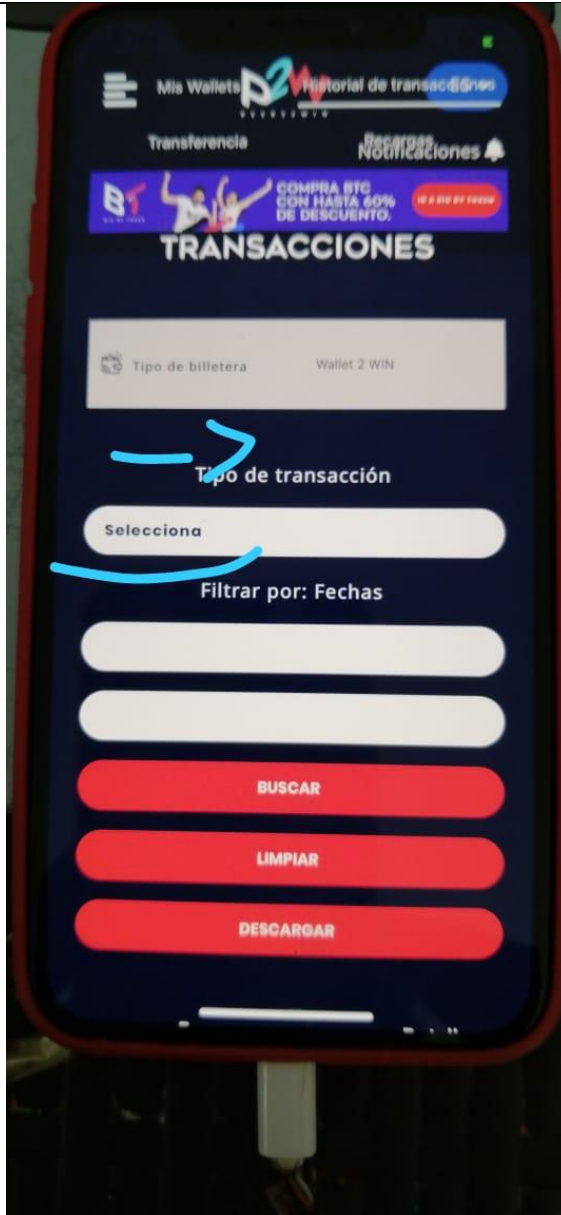 Mis Wallets
P2W
Historial de transacciones
Transferencia
Recargas
Notificaciones
COMPRA BTC
CON HASTA 60%
DE DESCUENTO.
TRANSACCIONES
Tipo de billetera
Wallet 2 WIN
Tipo de transacción
Selecciona
Filtrar por: Fechas
BUSCAR
LIMPIAR
DESCARGAR